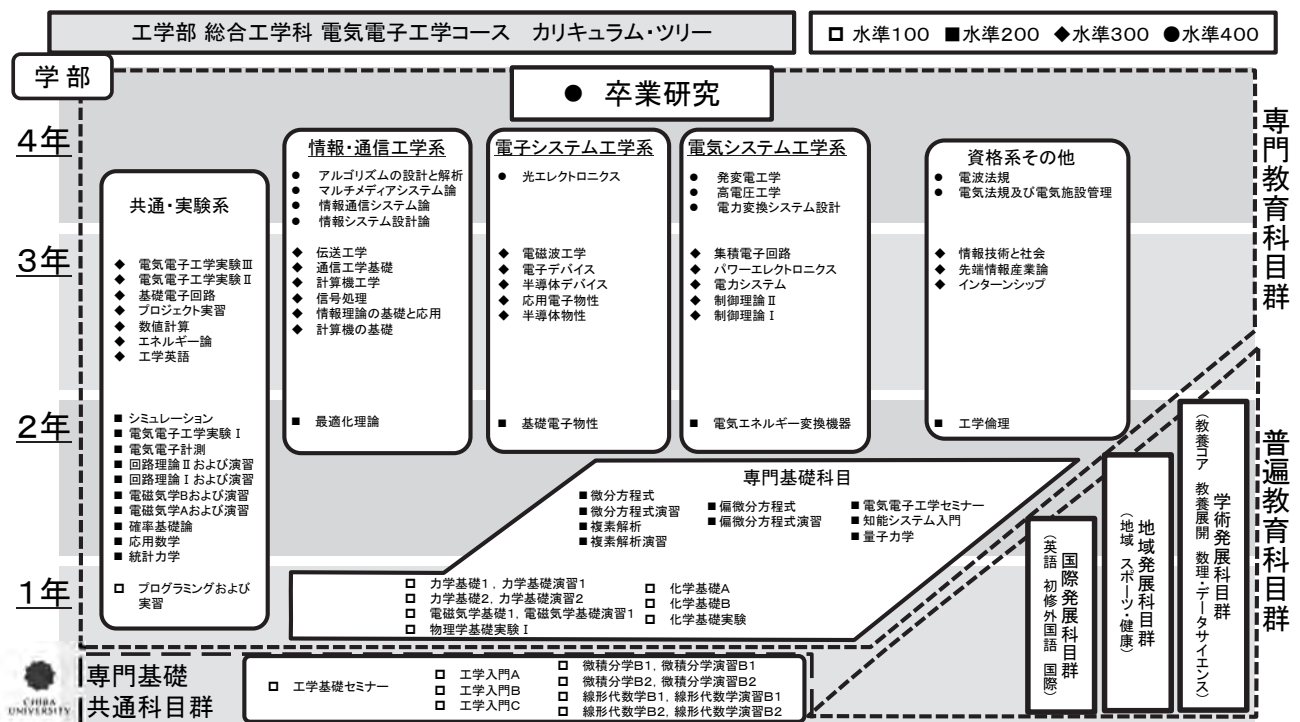 工学部 総合工学科 電気電子工学コース　カリキュラム・ツリー
□ 水準100 ■水準200 ◆水準300 ●水準400
学部
● 卒業研究
専門教育科目群
4年
3年
2年
1年
共通・実験系
◆ 電気電子工学実験Ⅲ
◆ 電気電子工学実験Ⅱ
◆ 基礎電子回路
◆ プロジェクト実習
◆ 数値計算
◆ エネルギー論
◆ 工学英語
■ シミュレーション
■ 電気電子工学実験Ⅰ
■ 電気電子計測
■ 回路理論Ⅱおよび演習
■ 回路理論Ⅰおよび演習
■ 電磁気学Bおよび演習
■ 電磁気学Aおよび演習
■ 確率基礎論
■ 応用数学
■ 統計力学
□ プログラミングおよび
実習
情報・通信工学系
● アルゴリズムの設計と解析
● マルチメディアシステム論
● 情報通信システム論
● 情報システム設計論
◆ 伝送工学
◆ 通信工学基礎
◆ 計算機工学
◆ 信号処理
◆ 情報理論の基礎と応用
◆ 計算機の基礎
■ 最適化理論
電子システム工学系
● 光エレクトロニクス
◆ 電磁波工学
◆ 電子デバイス
◆ 半導体デバイス
◆ 応用電子物性
◆ 半導体物性
■ 基礎電子物性
電気システム工学系
● 発変電工学
● 高電圧工学
● 電力変換システム設計
◆ 集積電子回路
◆ パワーエレクトロニクス
◆ 電力システム
◆ 制御理論Ⅱ
◆ 制御理論Ⅰ
■ 電気エネルギー変換機器
資格系その他
● 電波法規
● 電気法規及び電気施設管理
◆ 情報技術と社会
◆ 先端情報産業論
◆ インターンシップ
■ 工学倫理
専門基礎科目
■ 微分方程式
■ 微分方程式演習
■ 複素解析
■ 複素解析演習
■ 偏微分方程式
■ 偏微分方程式演習
■ 電気電子工学セミナー
■ 知能システム入門
■ 量子力学
□ 力学基礎1，力学基礎演習1
□ 力学基礎2，力学基礎演習2
□ 電磁気学基礎1，電磁気学基礎演習1
□ 物理学基礎実験Ⅰ
□ 化学基礎A
□ 化学基礎B
□ 化学基礎実験
普遍教育科目群
国際発展科目群
（英語 初修外国語 国際）
地域発展科目群
（地域 スポーツ・健康）
学術発展科目群
（教養コア 教養展開 数理・データサイエンス）
専門基礎
共通科目群
□ 工学基礎セミナー
□ 工学入門A
□ 工学入門B
□ 工学入門C
□ 微積分学B1，微積分学演習B1
□ 微積分学B2，微積分学演習B2
□ 線形代数学B1，線形代数学演習B1
□ 線形代数学B2，線形代数学演習B2
CHIBA
UNIVERSITY